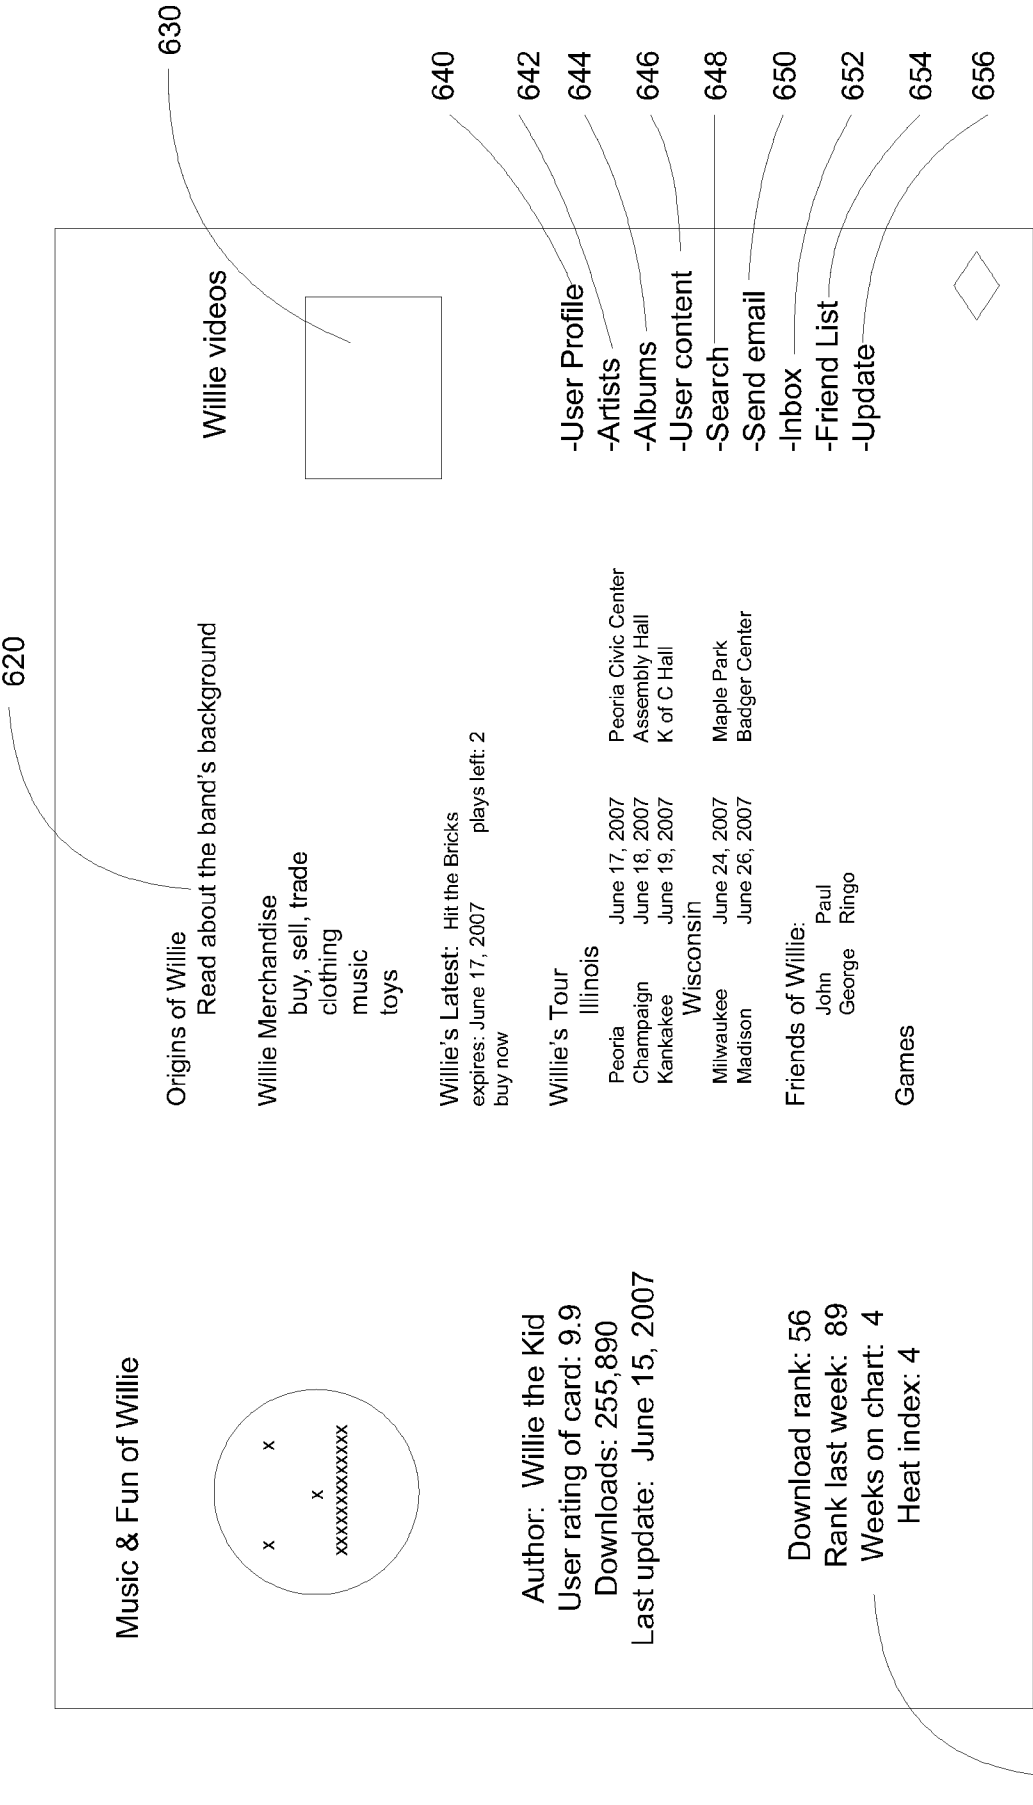 Music & Fun of Willie
x x
x
xxxxxxxxxxxxxx
Author: Willie the Kid
User rating of card: 9.9
Downloads: 255,890
Last update: June 15, 2007
Download rank: 56
Rank last week: 89
Weeks on chart: 4
Heat index: 4
620
Origins of Willie
Read about the band's background
Willie Merchandise
buy, sell, trade
clothing
music
toys
Willie's Latest: Hit the Bricks
expires: June 17, 2007 plays left: 2
buy now
Willie's Tour
Illinois
Peoria June 17, 2007 Peoria Civic Center
Champaign June 18, 2007 Assembly Hall
Kankakee June 19, 2007 K of C Hall
Wisconsin
Milwaukee June 24, 2007 Maple Park
Madison June 26, 2007 Badger Center
Friends of Willie:
John Paul
George Ringo
Games
630
Willie videos
-User Profile 640
-Artists 642
-Albums 644
-User content 646
-Search 648
-Send email 650
-Inbox 652
-Friend List 654
-Update 656